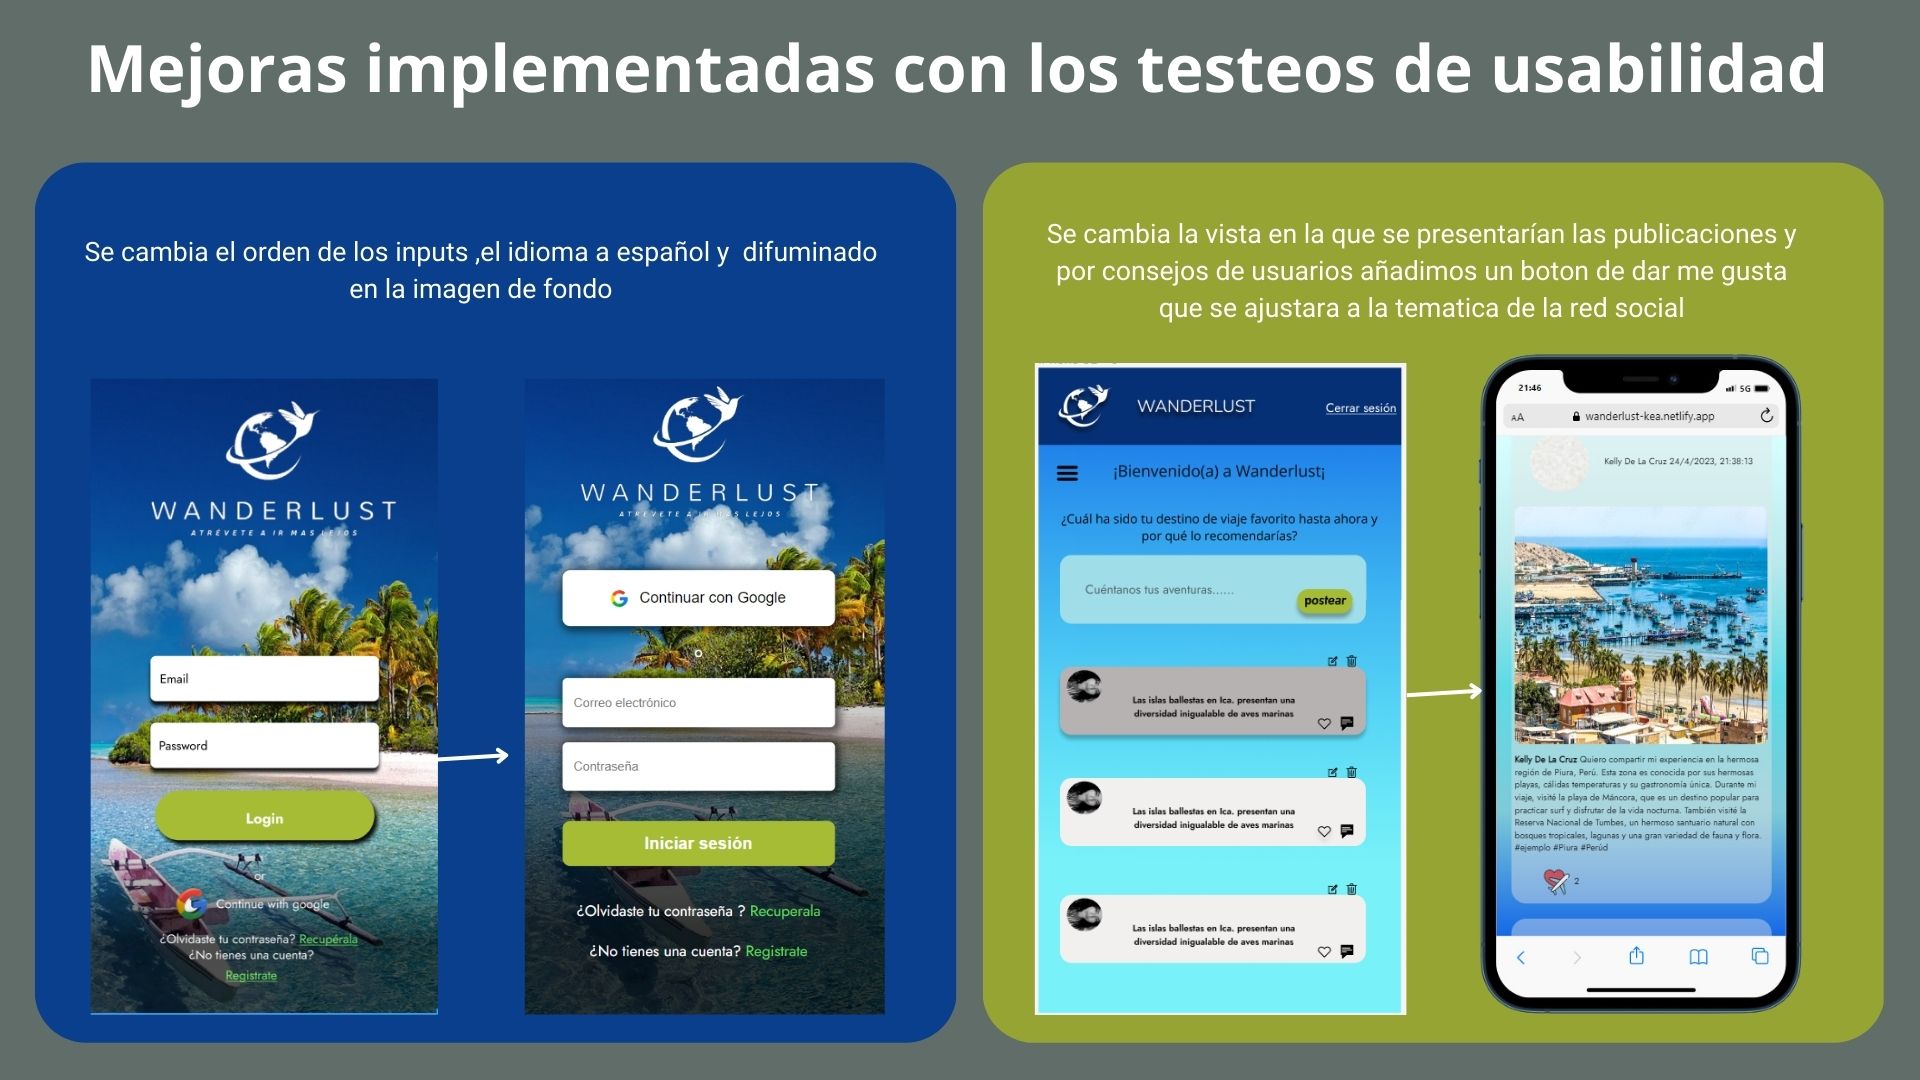 Mejoras implementadas con los testeos de usabilidad
Se cambia el orden de los inputs ,el idioma a español y  difuminado
en la imagen de fondo
WANDERLUST
ATRÉVETE A IR MAS LEJOS
Email
Password
Login
or
Continue with google
¿Olvidaste tu contraseña? Recupérala
¿No tienes una cuenta?
Registrate
WANDERLUST
ATRÉVETE A IR MAS LEJOS
Continuar con Google
o
Correo electrónico
Contraseña
Iniciar sesión
¿Olvidaste tu contraseña ? Recuperala
¿No tienes una cuenta? Registrate
Se cambia la vista en la que se presentarían las publicaciones y
por consejos de usuarios añadimos un boton de dar me gusta
que se ajustara a la tematica de la red social
WANDERLUST
Cerrar sesión
¡Bienvenido(a) a Wanderlust¡
¿Cuál ha sido tu destino de viaje favorito hasta ahora y
por qué lo recomendarías?
Cuéntanos tus aventuras......
postear
Las islas ballestas en Ica. presentan una
diversidad inigualable de aves marinas
Las islas ballestas en Ica. presentan una
diversidad inigualable de aves marinas
Las islas ballestas en Ica. presentan una
diversidad inigualable de aves marinas
21:46
5G
AA
wanderlust-kea.netlify.app
Kelly De La Cruz 24/4/2023, 21:38:13
Kelly De La Cruz Quiero compartir mi experiencia en la hermosa
región de Piura, Perú. Esta zona es conocida por sus hermosas
playas, cálidas temperaturas y su gastronomía única. Durante mi
viaje, visité la playa de Máncora, que es un destino popular para
practicar surf y disfrutar de la vida nocturna. También visité la
Reserva Nacional de Tumbes, un hermoso santuario natural con
bosques tropicales, lagunas y una gran variedad de fauna y flora.
#ejemplo #Piura #Perúd
2